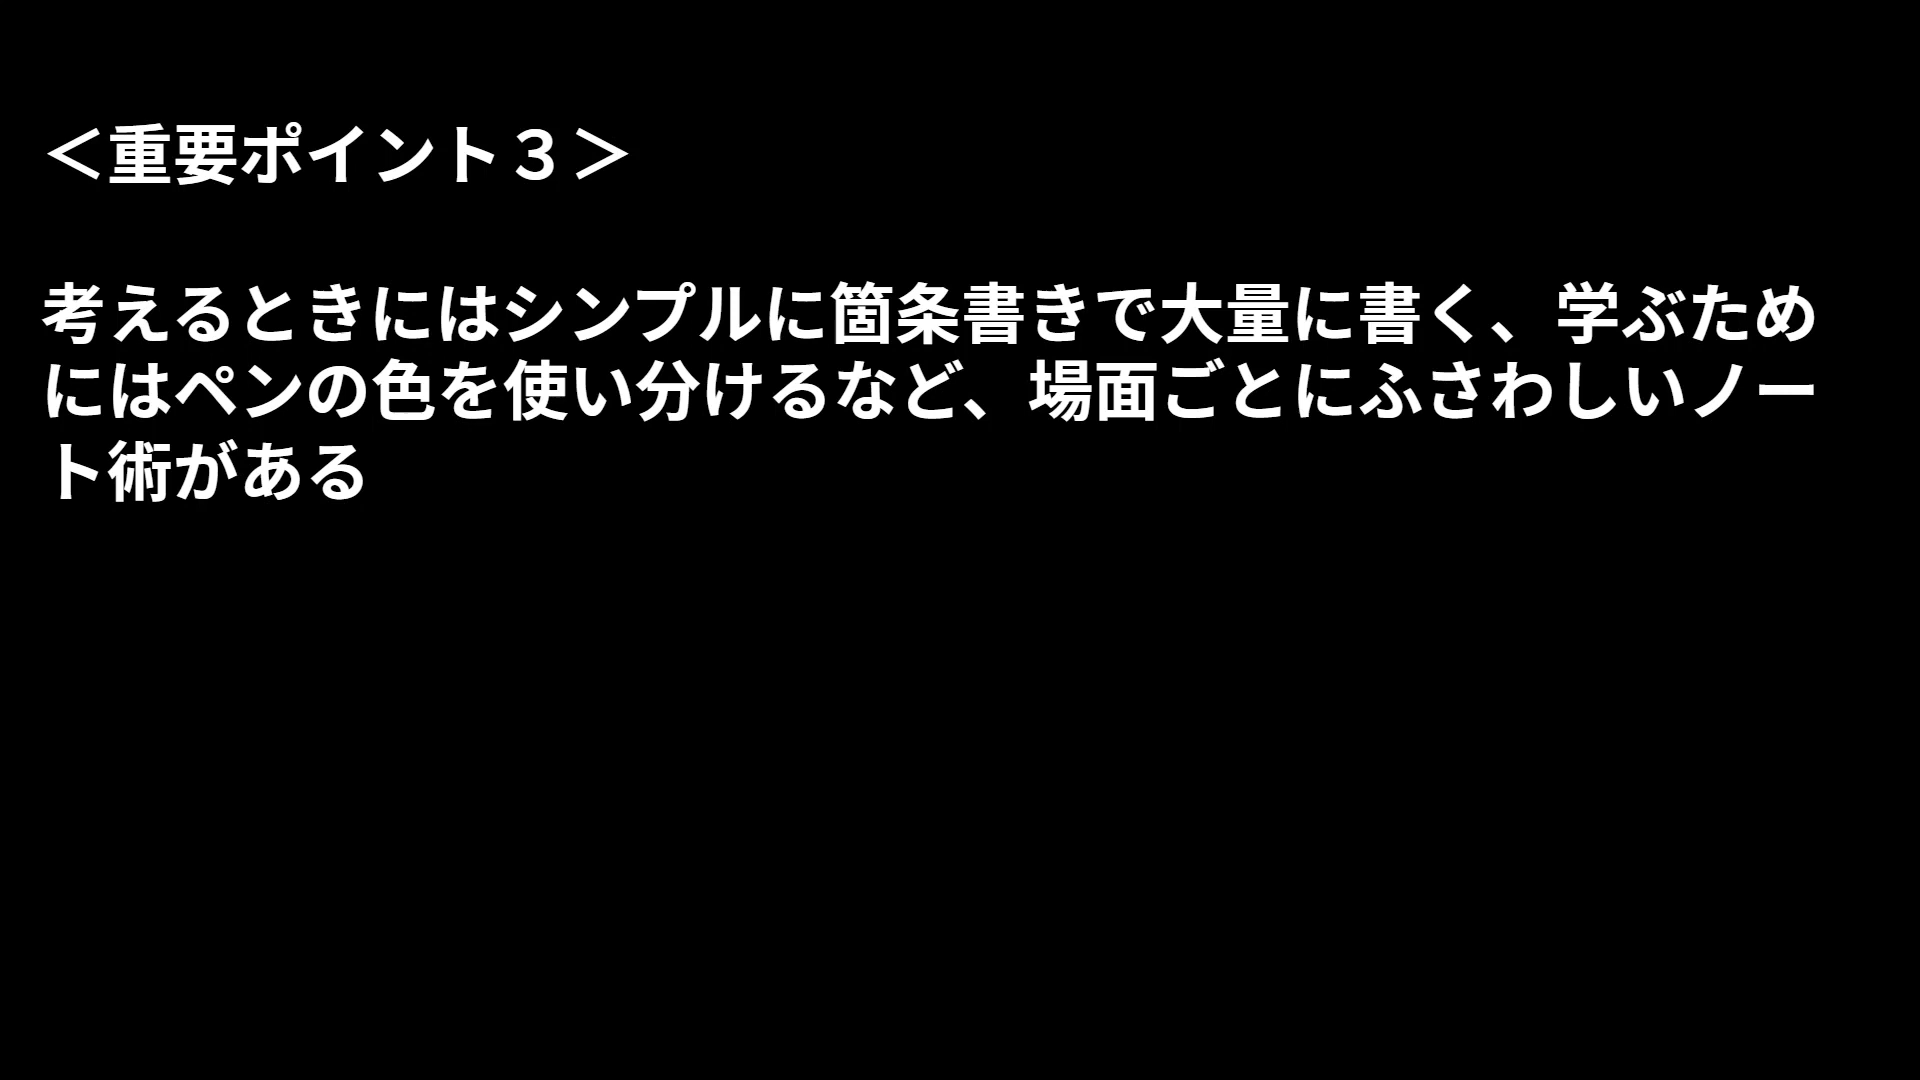 ＜重要ポイント３＞
考えるときにはシンプルに箇条書きで大量に書く、学ぶため
にはペンの色を使い分けるなど、場面ごとにふさわしいノー
ト術がある